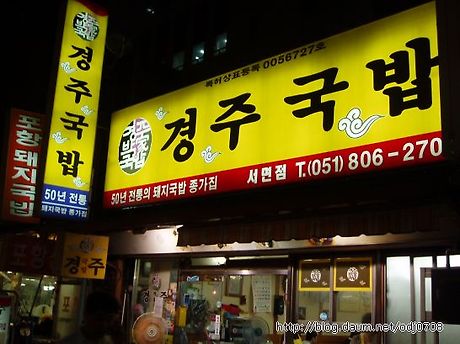 경주국밥
50년 전통
돼지국밥 종가집
포항돼지국밥
특허상표등록 0056727호
경주국밥
50년 전통의 돼지국밥 종가집
서면점 T.(051) 806-270
경주
http://blog.daum.net/odj0708